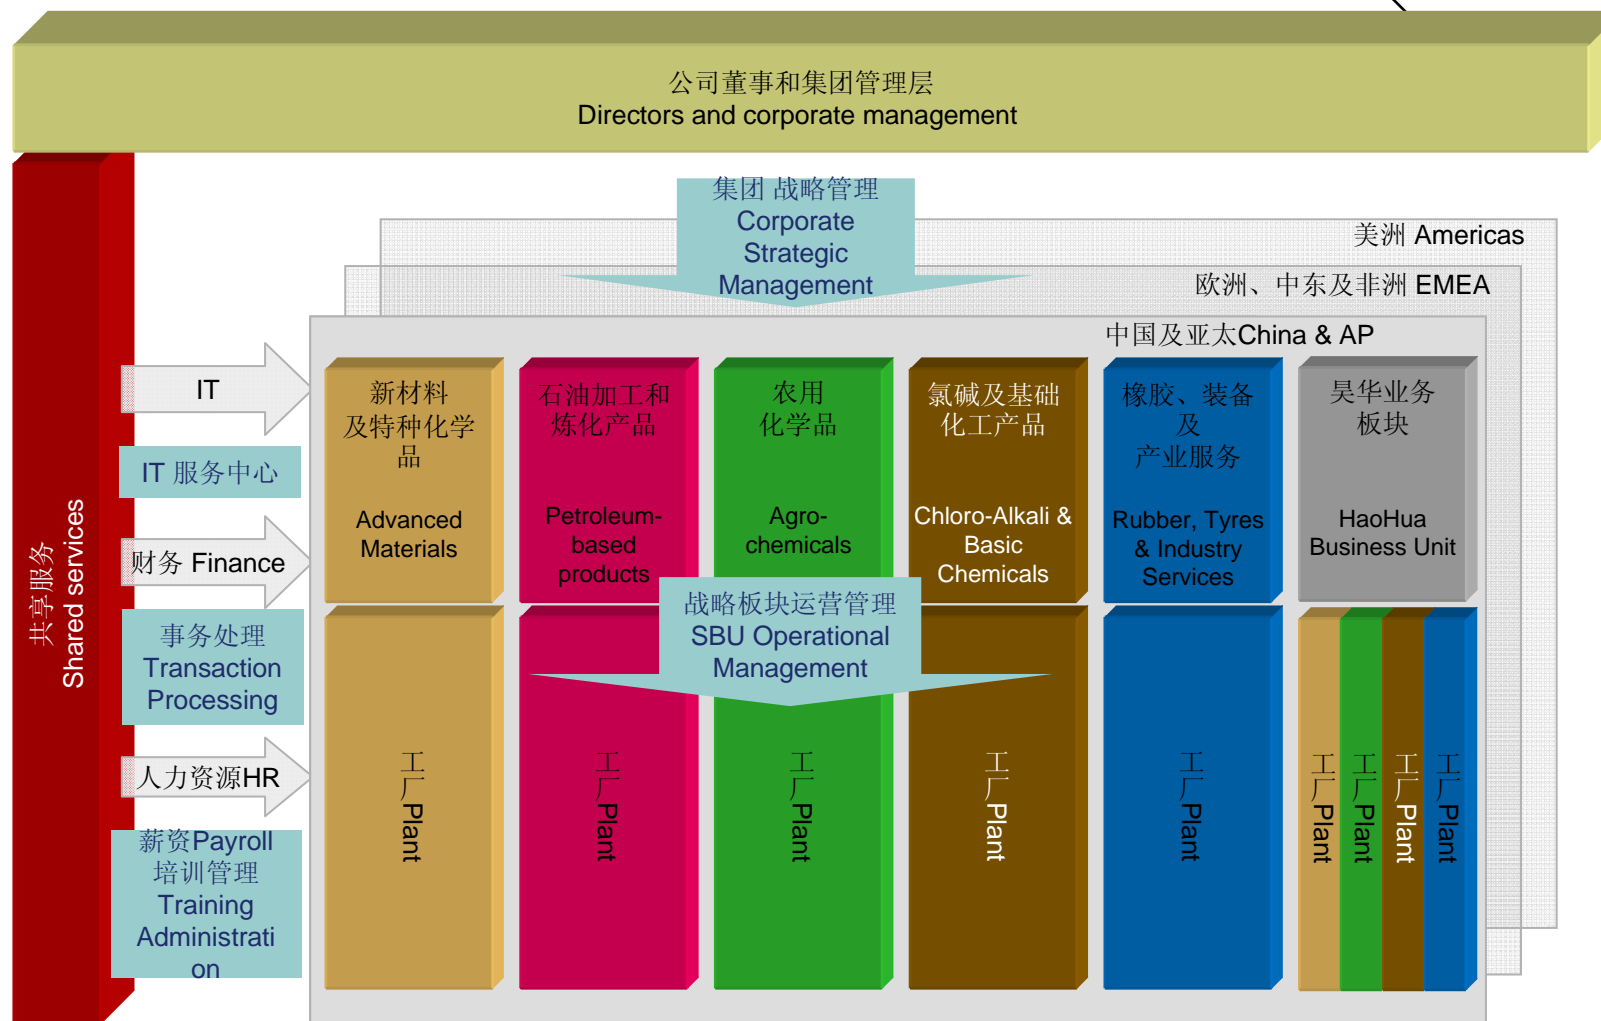 公司董事和集团管理层
Directors and corporate management
集团 战略管理
Corporate
Strategic
Management
美洲 Americas
欧洲、中东及非洲 EMEA
中国及亚太China & AP
共享服务
Shared services
IT
IT 服务中心
财务 Finance
事务处理
Transaction
Processing
人力资源HR
薪资Payroll
培训管理
Training
Administrati
on
新材料
及特种化学
品
Advanced
Materials
石油加工和
炼化产品
Petroleum-
based
products
农用
化学品
Agro-
chemicals
氯碱及基础
化工产品
Chloro-Alkali &
Basic
Chemicals
橡胶、装备
及
产业服务
Rubber, Tyres
& Industry
Services
昊华业务
板块
HaoHua
Business Unit
战略板块运营管理
SBU Operational
Management
工厂Plant
工厂Plant
工厂Plant
工厂Plant
工厂Plant
工厂Plant
工厂Plant
工厂Plant
工厂Plant